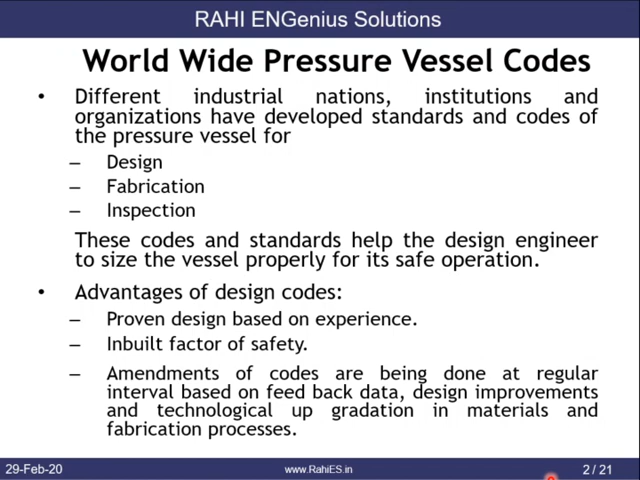 RAHI ENGenius Solutions
World Wide Pressure Vessel Codes
• Different industrial nations, institutions and
organizations have developed standards and codes of
the pressure vessel for
– Design
– Fabrication
– Inspection
These codes and standards help the design engineer
to size the vessel properly for its safe operation.
• Advantages of design codes:
– Proven design based on experience.
– Inbuilt factor of safety.
– Amendments of codes are being done at regular
interval based on feed back data, design improvements
and technological up gradation in materials and
fabrication processes.
29-Feb-20 www.RahiES.in 2 / 21